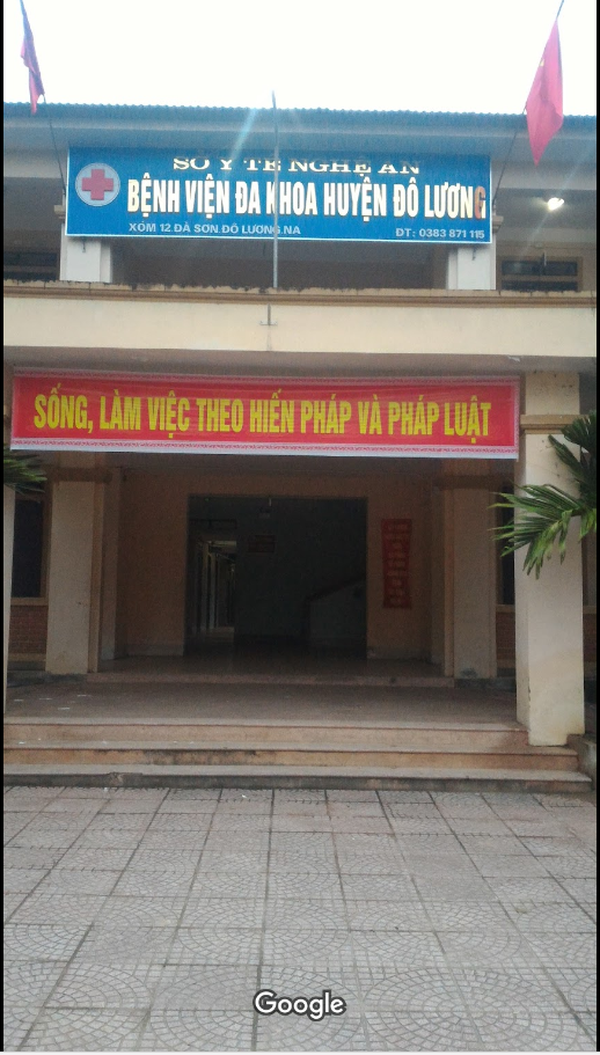 SỞ Y TẾ NGHỆ AN
BỆNH VIỆN ĐA KHOA HUYỆN ĐÔ LƯƠNG
XÓM 12 ĐÀ SƠN ĐÔ LƯƠNG NA
ĐT: 0383 871 115
SỐNG, LÀM VIỆC THEO HIẾN PHÁP VÀ PHÁP LUẬT
Google